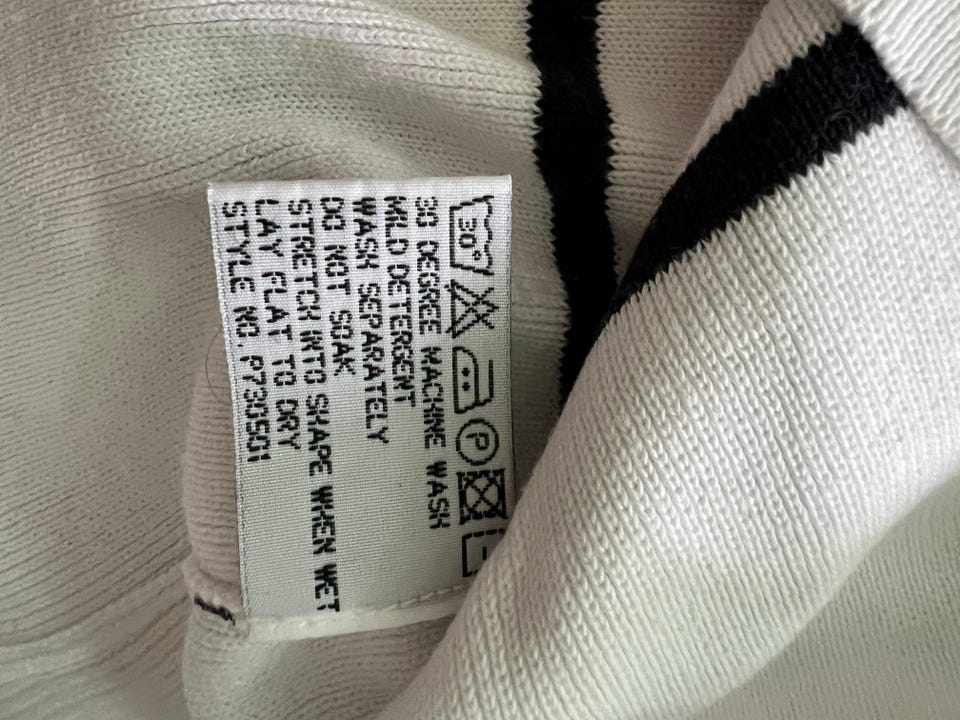 30°
P
30 DEGREE MACHINE WASH
MILD DETERGENT
WASH SEPARATELY
DO NOT SOAK
STRETCH INTO SHAPE WHEN WET
LAY FLAT TO DRY
STYLE NO. P730501